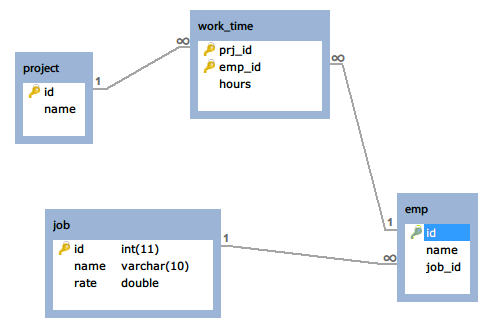 work_time
prj_id
emp_id
hours
∞
project
id
name
1
∞
job
id int(11)
name varchar(10)
rate double
1
emp
id
name
job_id
1
∞